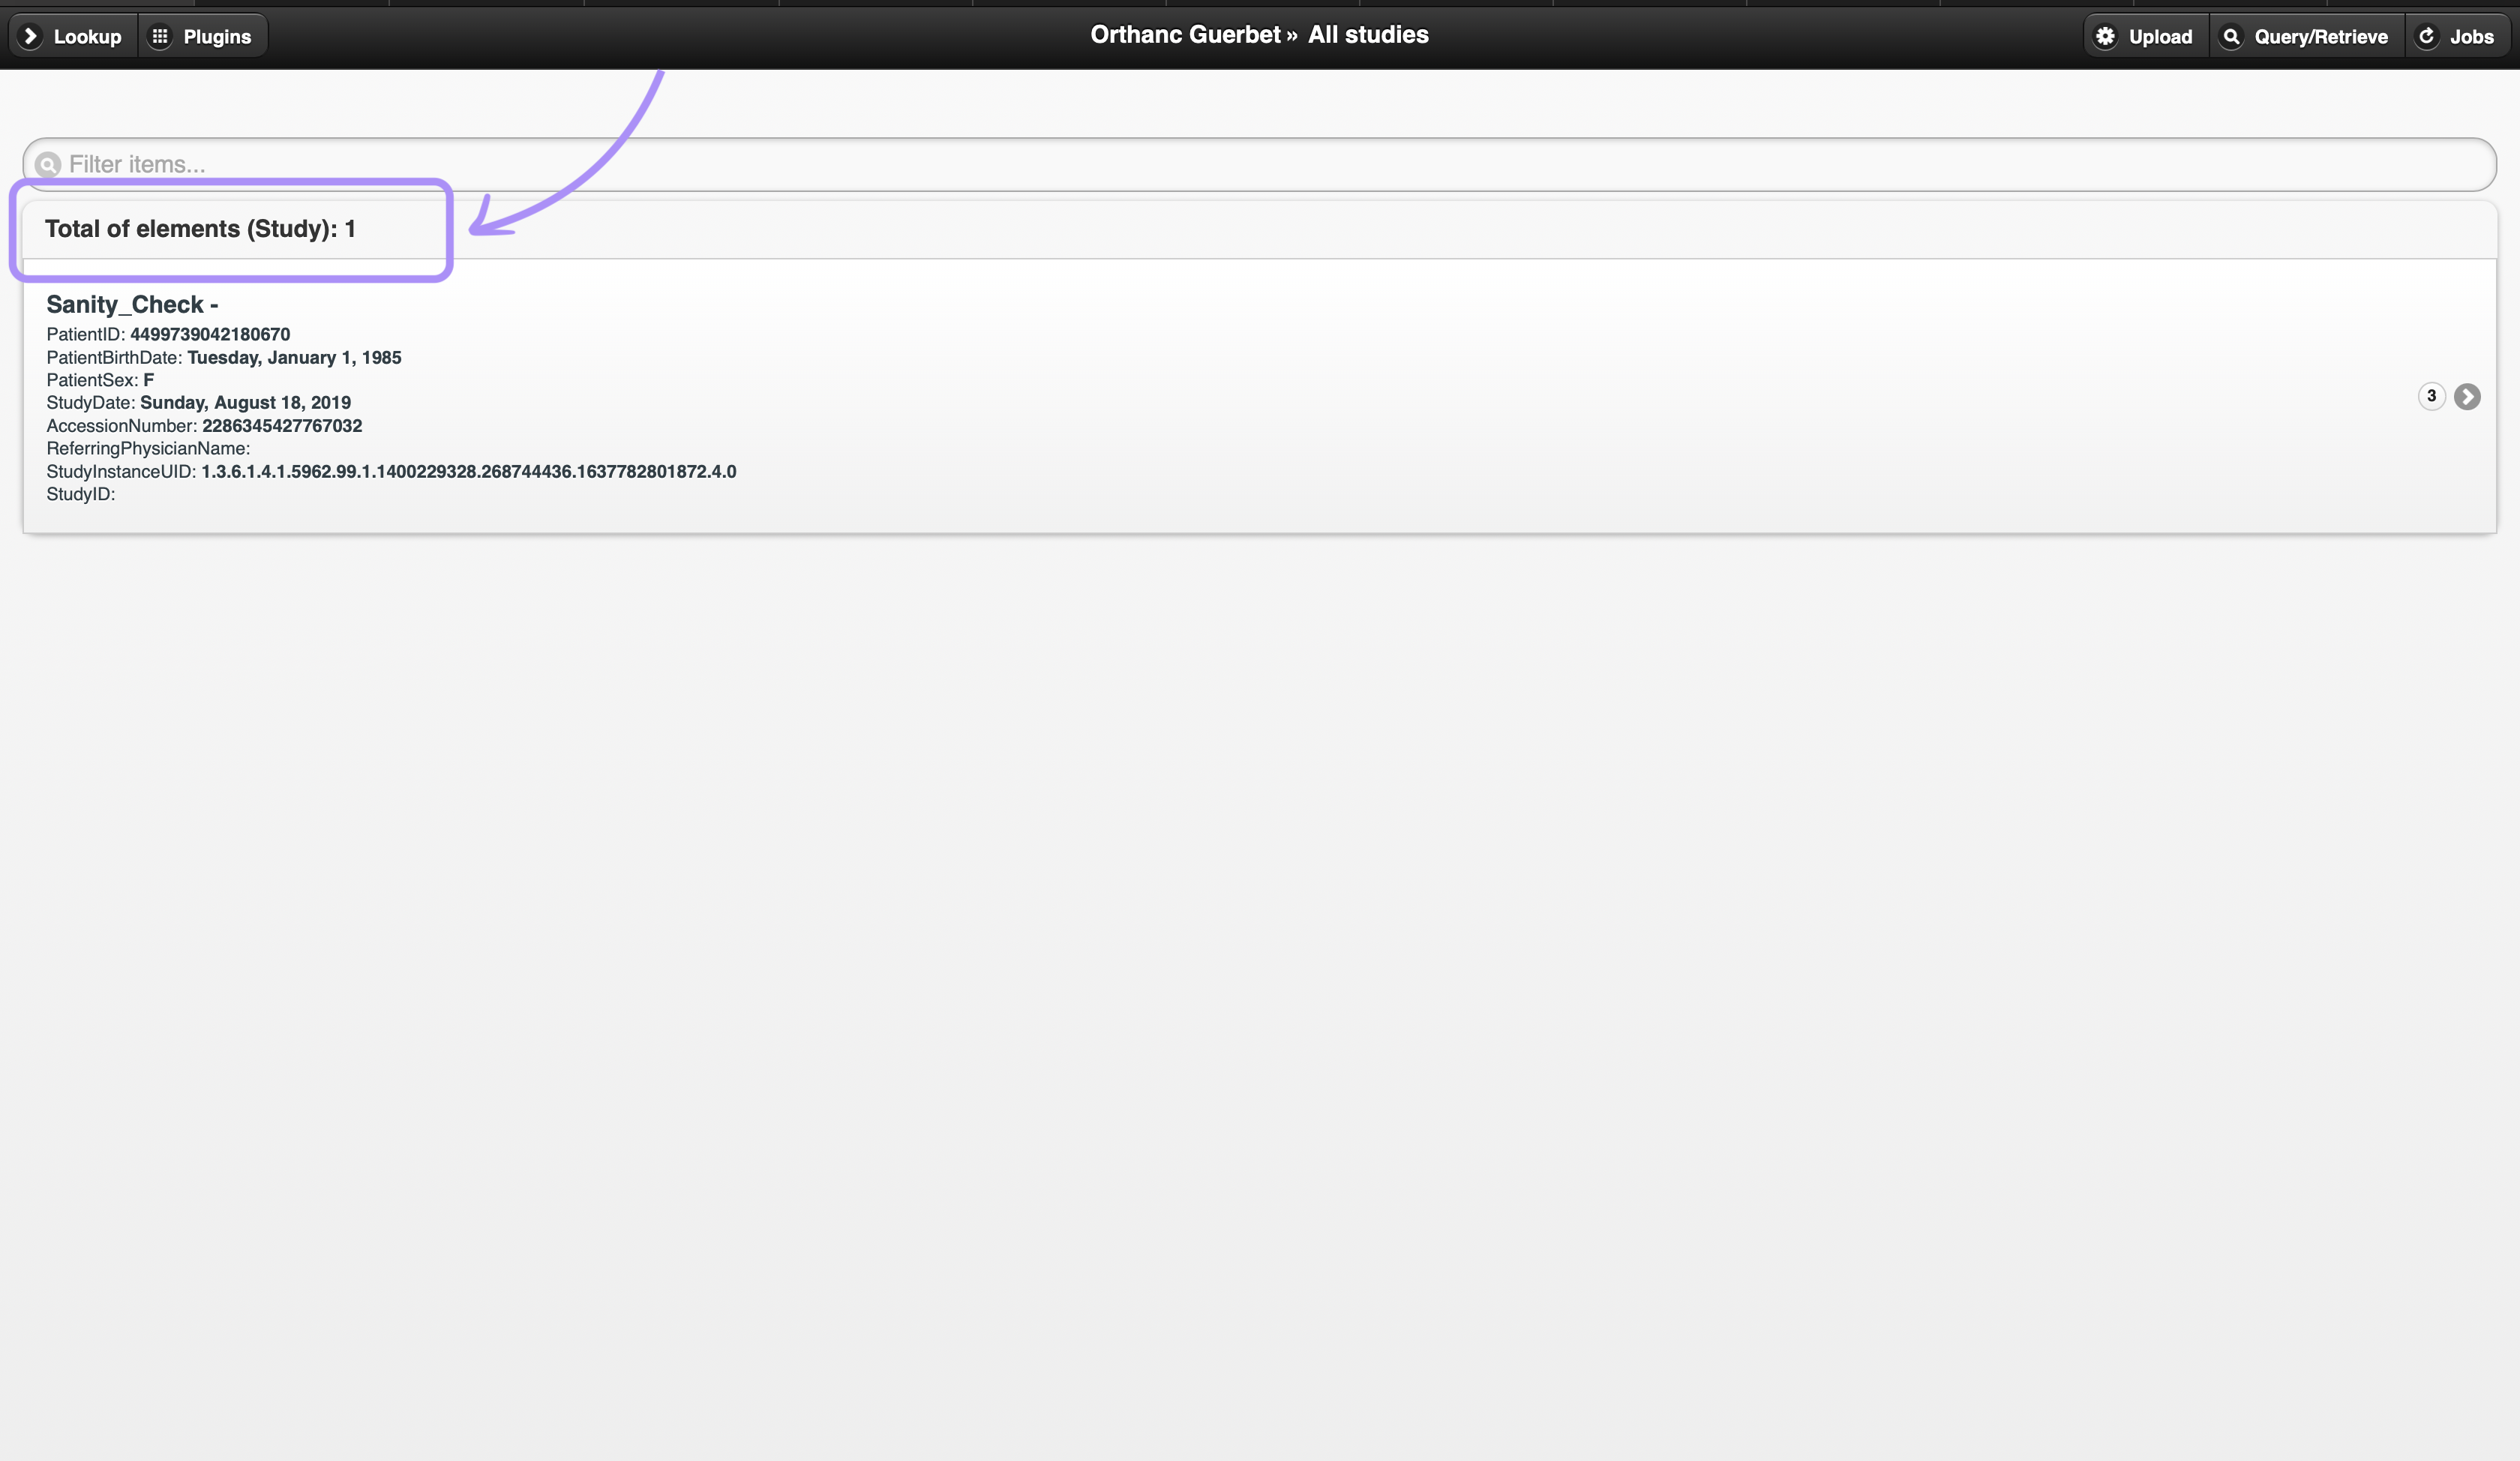 Lookup
Plugins
Orthanc Guerbet » All studies
Upload
Query/Retrieve
Jobs
Filter items...
Total of elements (Study): 1
Sanity_Check -
PatientID: 4499739042180670
PatientBirthDate: Tuesday, January 1, 1985
PatientSex: F
StudyDate: Sunday, August 18, 2019
3
AccessionNumber: 2286345427767032
ReferringPhysicianName:
StudyInstanceUID: 1.3.6.1.4.1.5962.99.1.1400229328.268744436.1637782801872.4.0
StudyID: